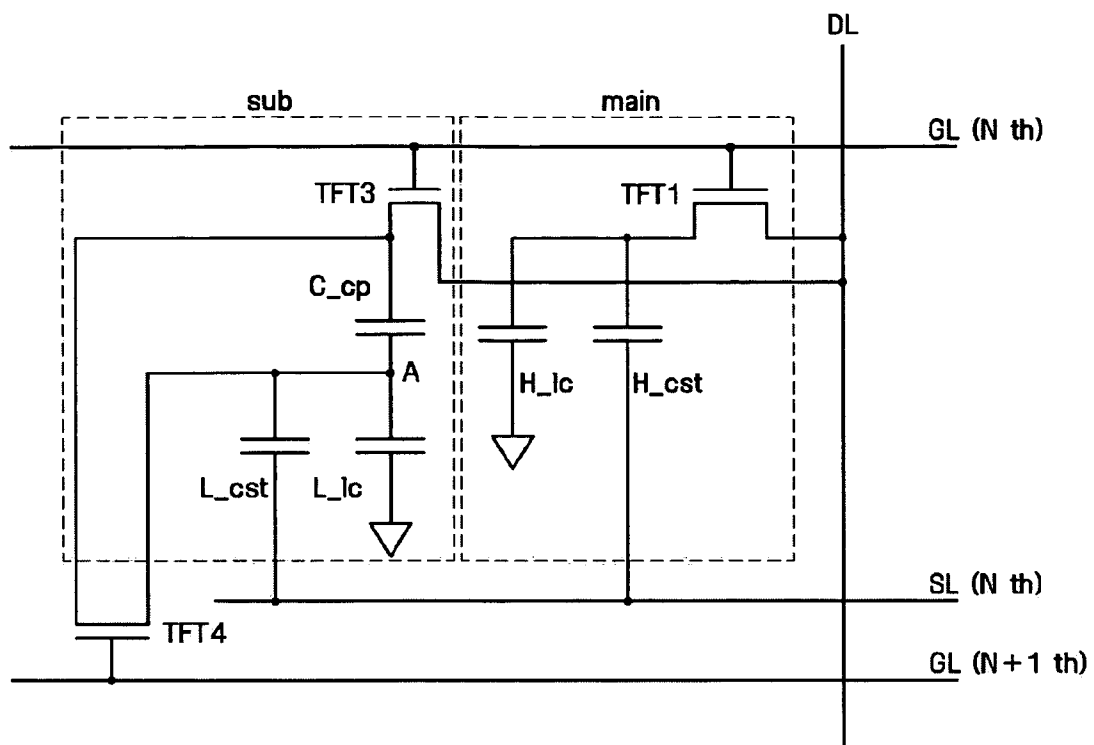 DL
sub
main
GL (N th)
TFT3
TFT1
C_cp
A
H_lc
H_cst
L_cst
L_lc
SL (N th)
TFT4
GL (N+1 th)